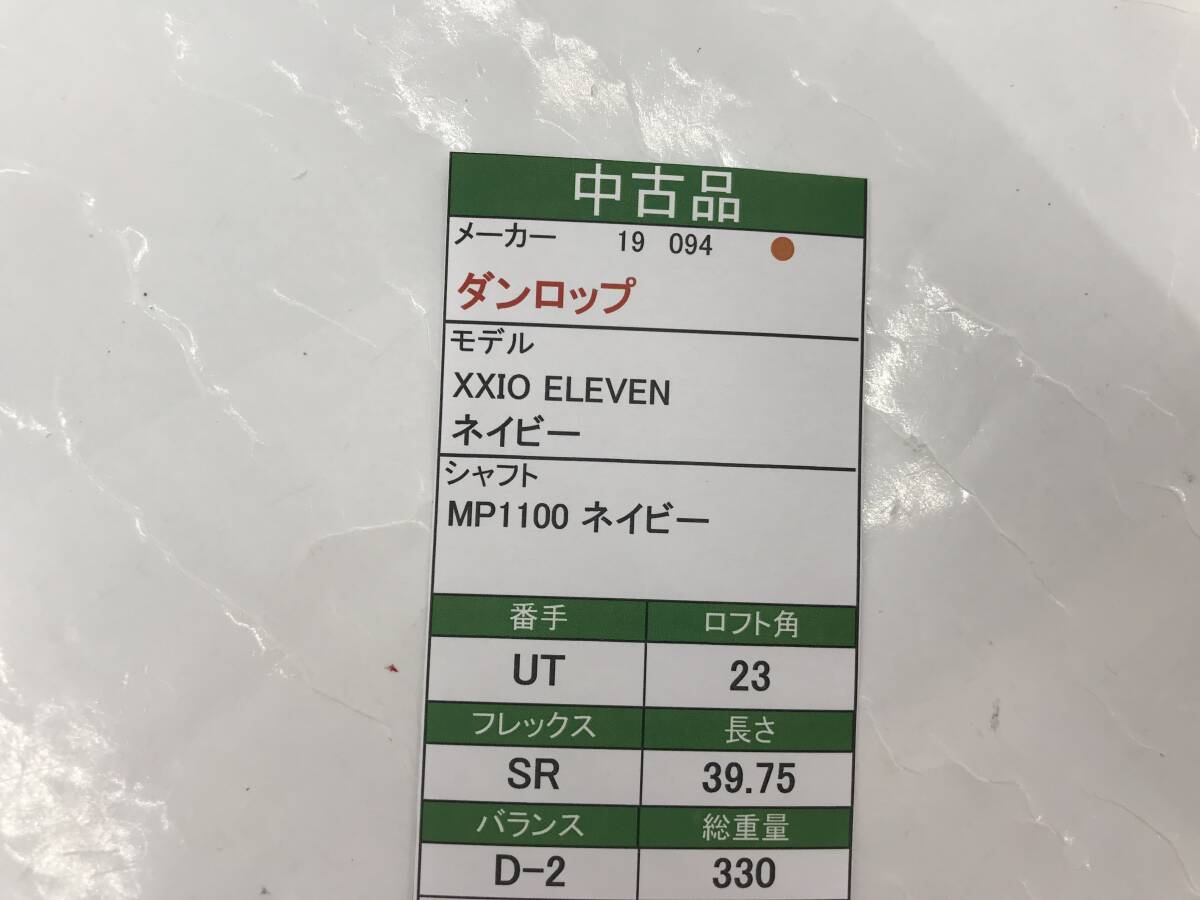 中古品
メーカー 19 094
ダンロップ
モデル
XXIO ELEVEN
ネイビー
シャフト
MP1100 ネイビー
番手 ロフト角
UT 23
フレックス 長さ
SR 39.75
バランス 総重量
D-2 330